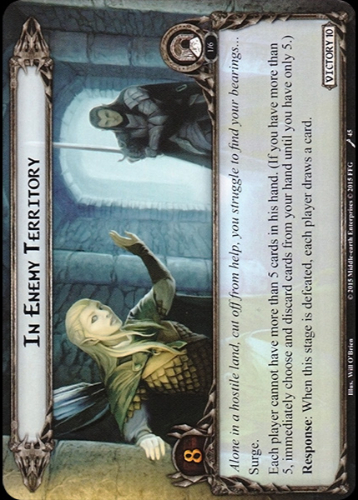 IN ENEMY TERRITORY
8
Alone in a hostile land, cut off from help, you struggle to find your bearings...
Surge.
Each player cannot have more than 5 cards in his hand. (If you have more than
5, immediately choose and discard cards from your hand until you have only 5.)
Response: When this stage is defeated, each player draws a card.
VICTORY 10
Illus. Will O'Brien
© 2015 Middle-earth Enterprises © 2015 FFG
45